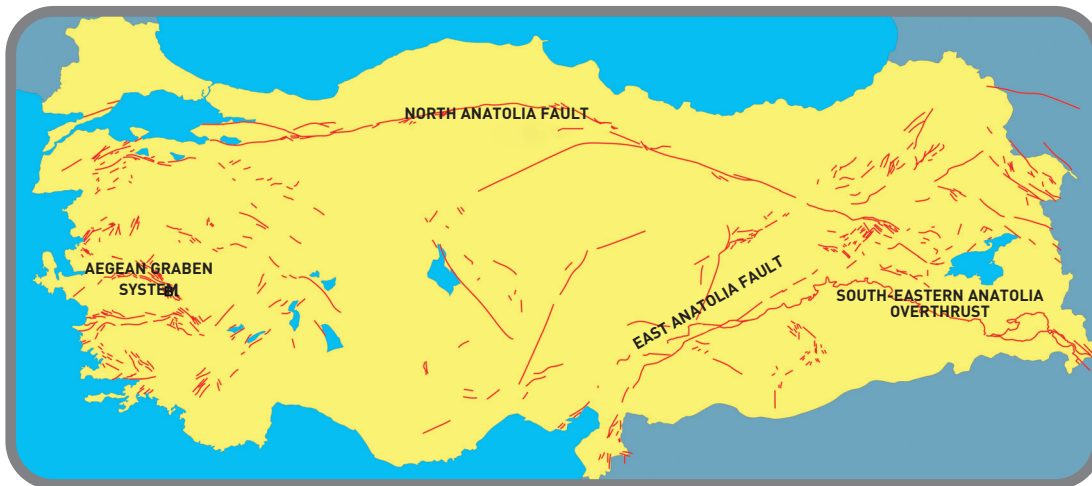 NORTH ANATOLIA FAULT
AEGEAN GRABEN
SYSTEM
EAST ANATOLIA FAULT
SOUTH-EASTERN ANATOLIA
OVERTHRUST